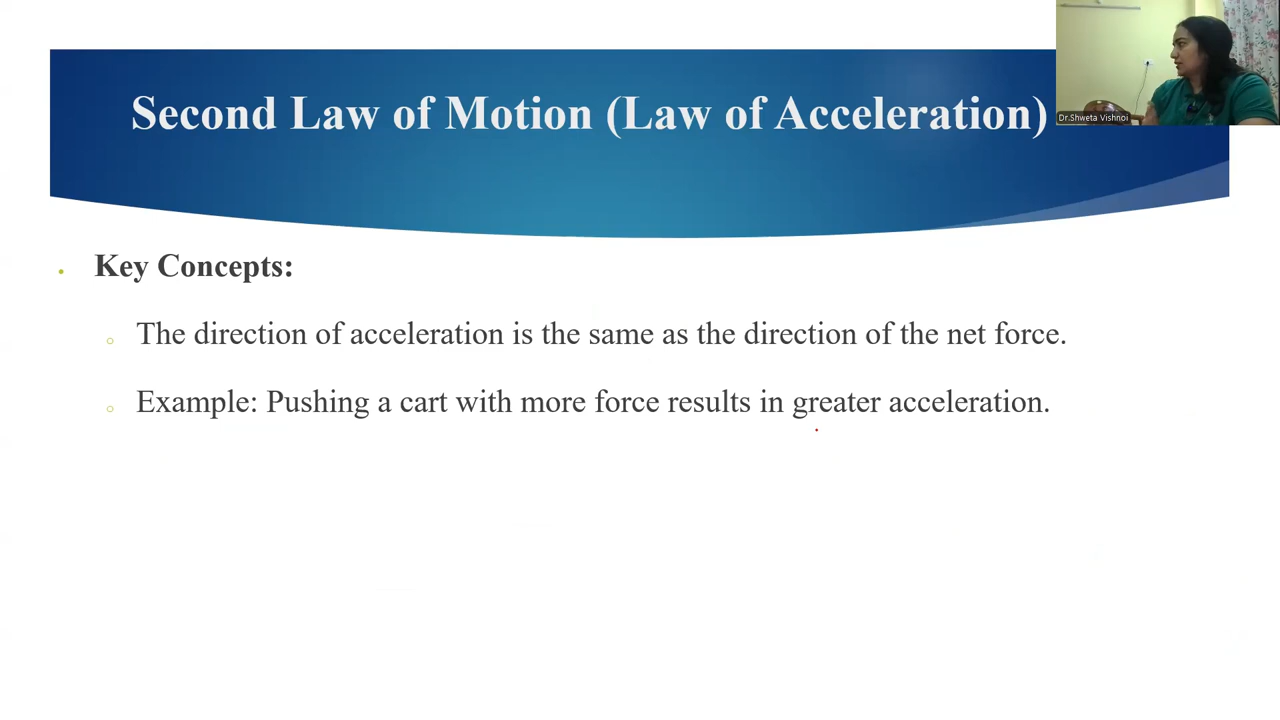 Second Law of Motion (Law of Acceleration)
Dr.Shweta Vishnoi
Key Concepts:
The direction of acceleration is the same as the direction of the net force.
Example: Pushing a cart with more force results in greater acceleration.